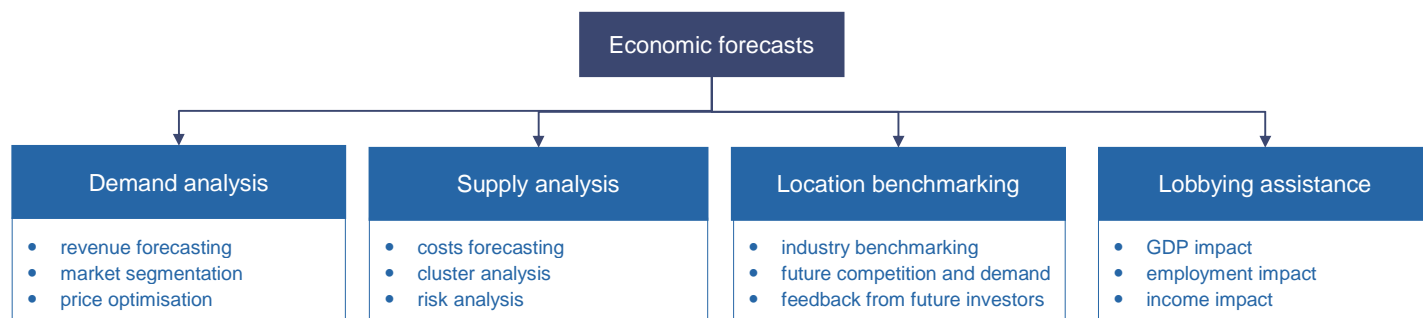 Economic forecasts
Demand analysis
• revenue forecasting
• market segmentation
• price optimisation
Supply analysis
• costs forecasting
• cluster analysis
• risk analysis
Location benchmarking
• industry benchmarking
• future competition and demand
• feedback from future investors
Lobbying assistance
• GDP impact
• employment impact
• income impact